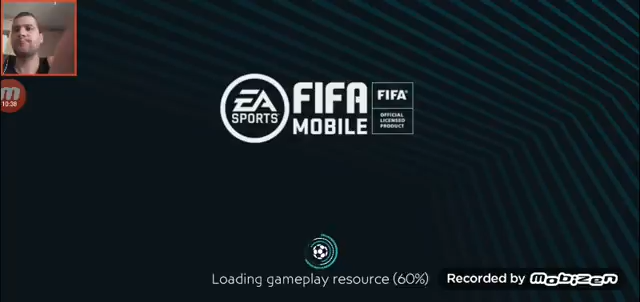 10:38
EA
SPORTS
FIFA
MOBILE
FIFA
OFFICIAL
LICENSED
PRODUCT
Loading gameplay resource (60%)
Recorded by mobizen